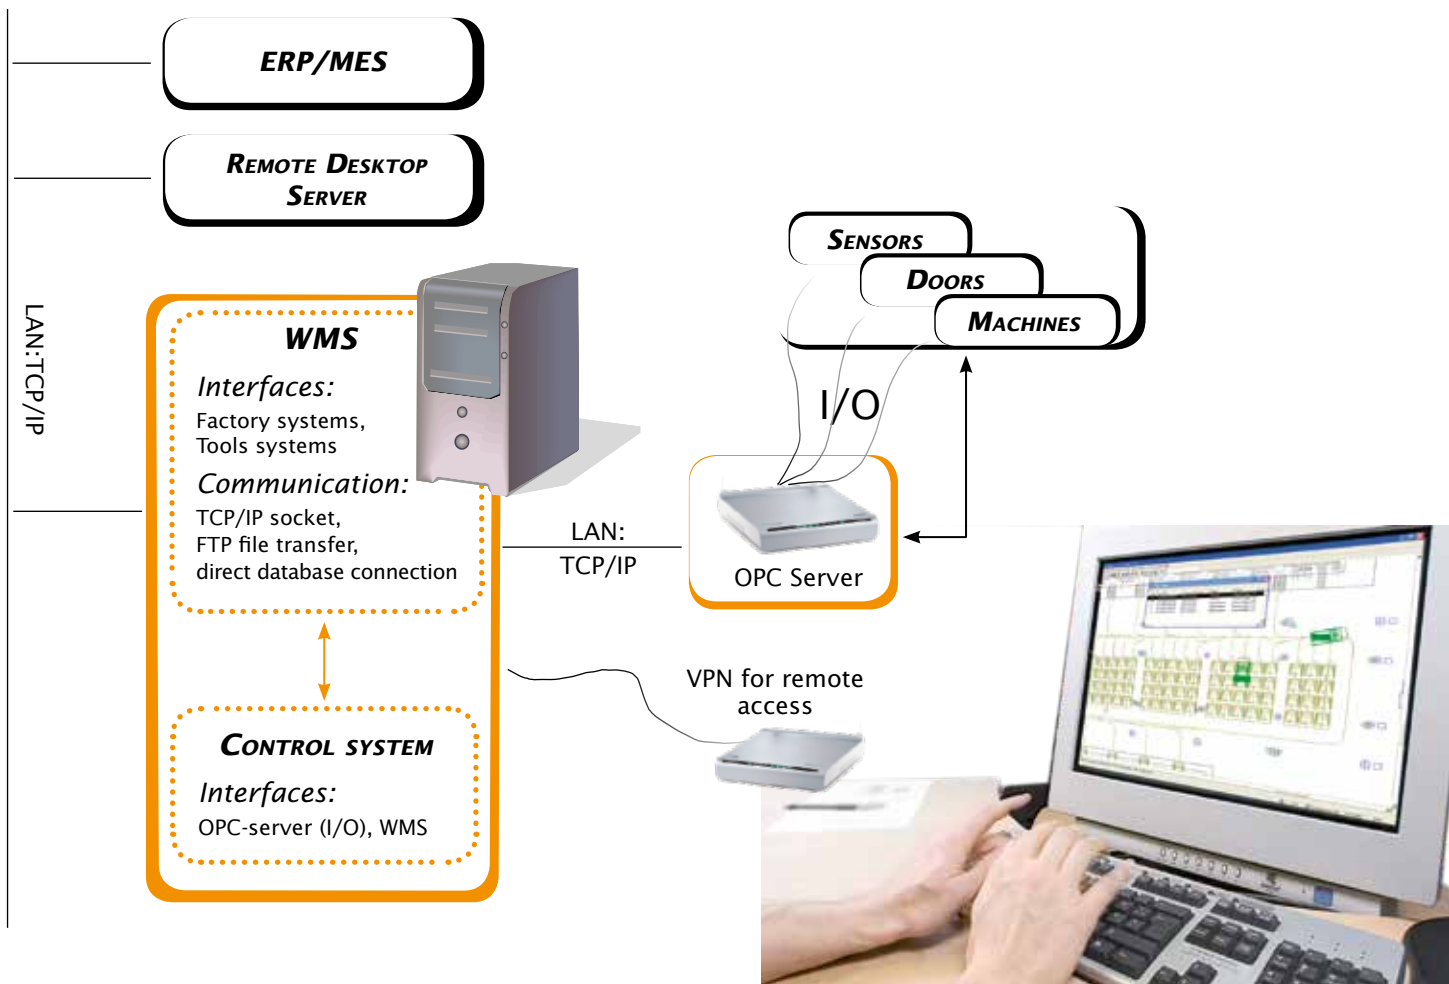 ERP/MES
REMOTE DESKTOP
SERVER
LAN:TCP/IP
WMS
Interfaces:
Factory systems,
Tools systems
Communication:
TCP/IP socket,
FTP file transfer,
direct database connection
CONTROL SYSTEM
Interfaces:
OPC-server (I/O), WMS
LAN:
TCP/IP
SENSORS
DOORS
MACHINES
I/O
OPC Server
VPN for remote
access